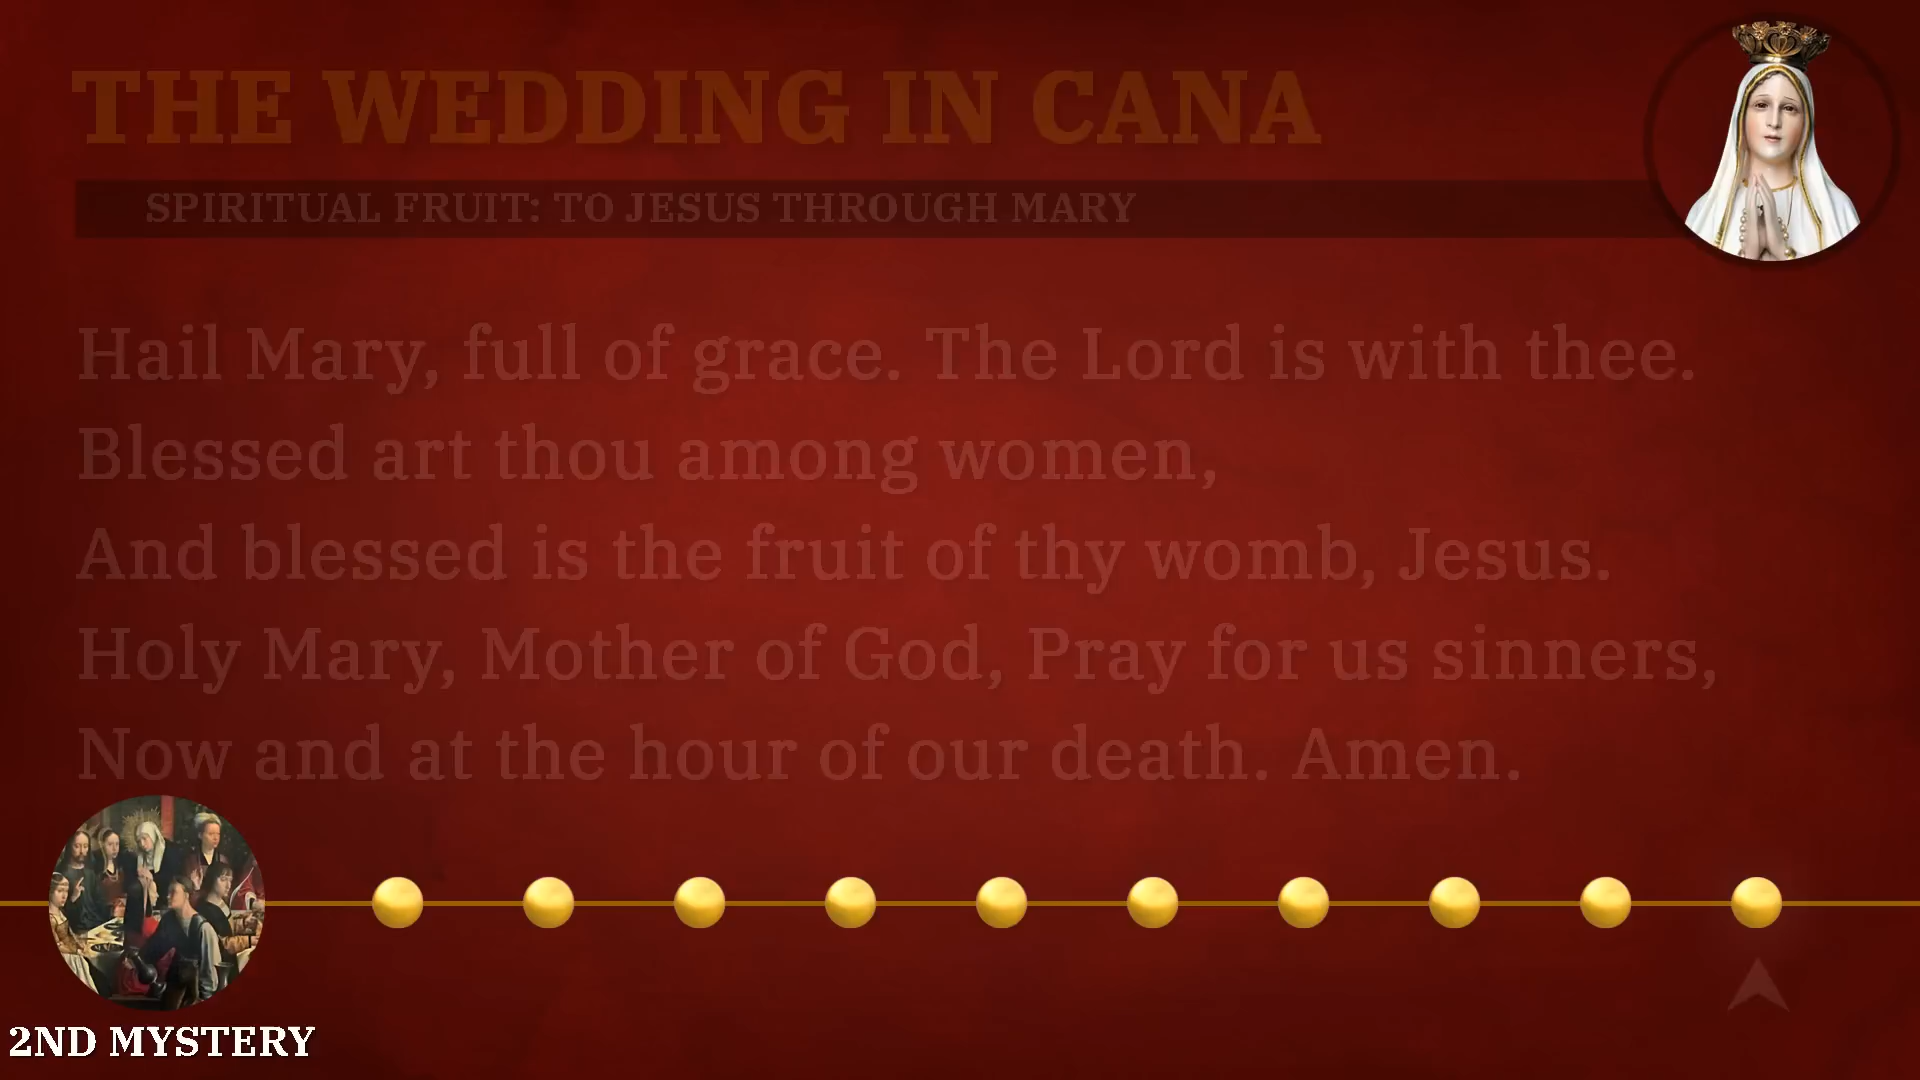 THE WEDDING IN CANA
SPIRITUAL FRUIT: TO JESUS THROUGH MARY
Hail Mary, full of grace. The Lord is with thee.
Blessed art thou among women,
And blessed is the fruit of thy womb, Jesus.
Holy Mary, Mother of God, Pray for us sinners,
Now and at the hour of our death. Amen.
2ND MYSTERY